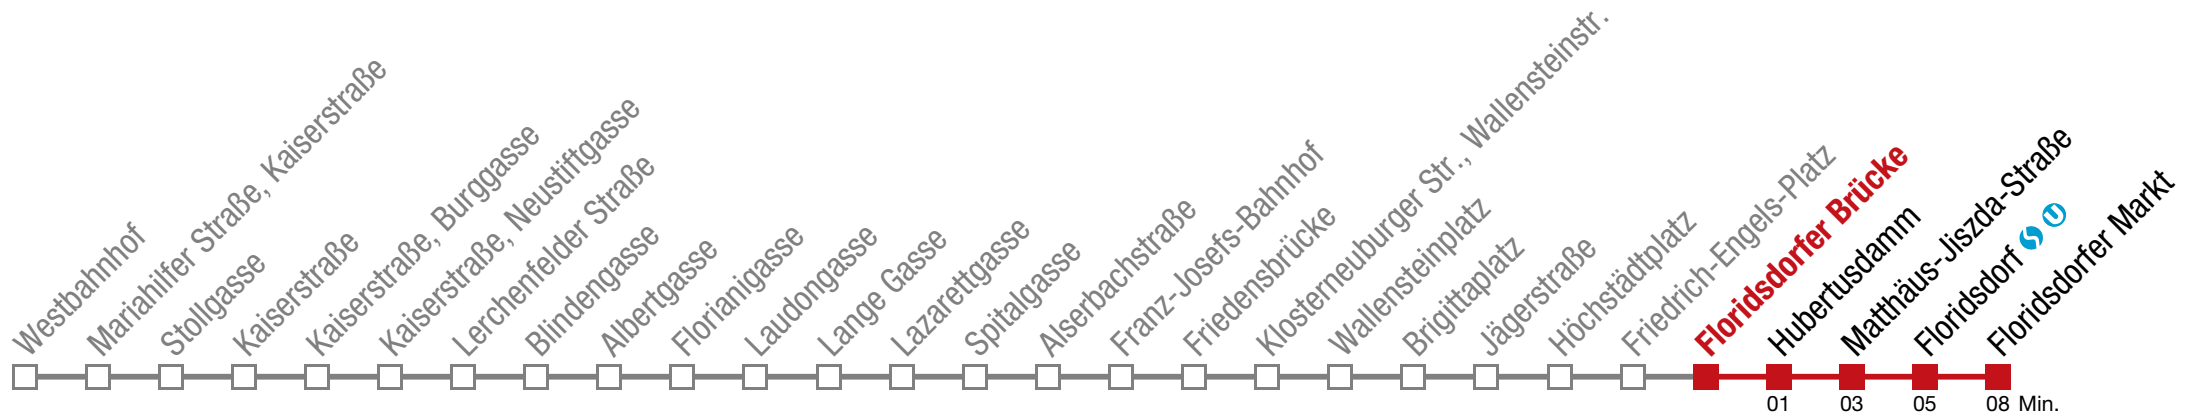 Westbahnhof
Mariahilfer Straße, Kaiserstraße
Stollgasse
Kaiserstraße
Kaiserstraße, Burggasse
Kaiserstraße, Neustiftgasse
Lerchenfelder Straße
Blindengasse
Albertgasse
Florianigasse
Laudongasse
Lange Gasse
Lazarettgasse
Spitalgasse
Alserbachstraße
Franz-Josefs-Bahnhof
Friedensbrücke
Klosterneuburger Str., Wallensteinstr.
Wallensteinplatz
Brigittaplatz
Jägerstraße
Höchstädtplatz
Friedrich-Engels-Platz
Floridsdorfer Brücke
Hubertusdamm
Matthäus-Jiszda-Straße
Floridsdorf S U
Floridsdorfer Markt
01 03 05 08 Min.